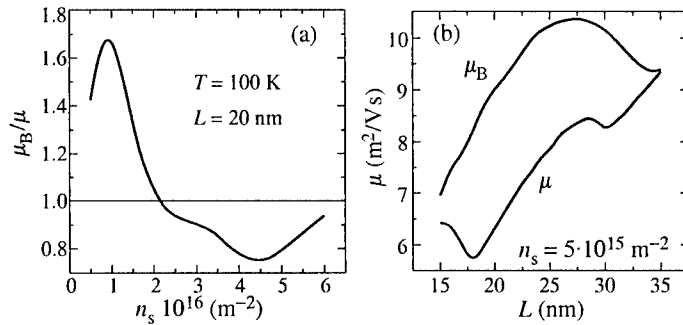 (a)
1.8
1.6
1.4
1.2
1.0
0.8
μB/μ
T = 100 K
L = 20 nm
0 1 2 3 4 5 6
ns 10^16 (m^-2)
(b)
10
9
8
7
6
μ (m^2/Vs)
μB
μ
ns = 5·10^15 m^-2
15 20 25 30 35
L (nm)